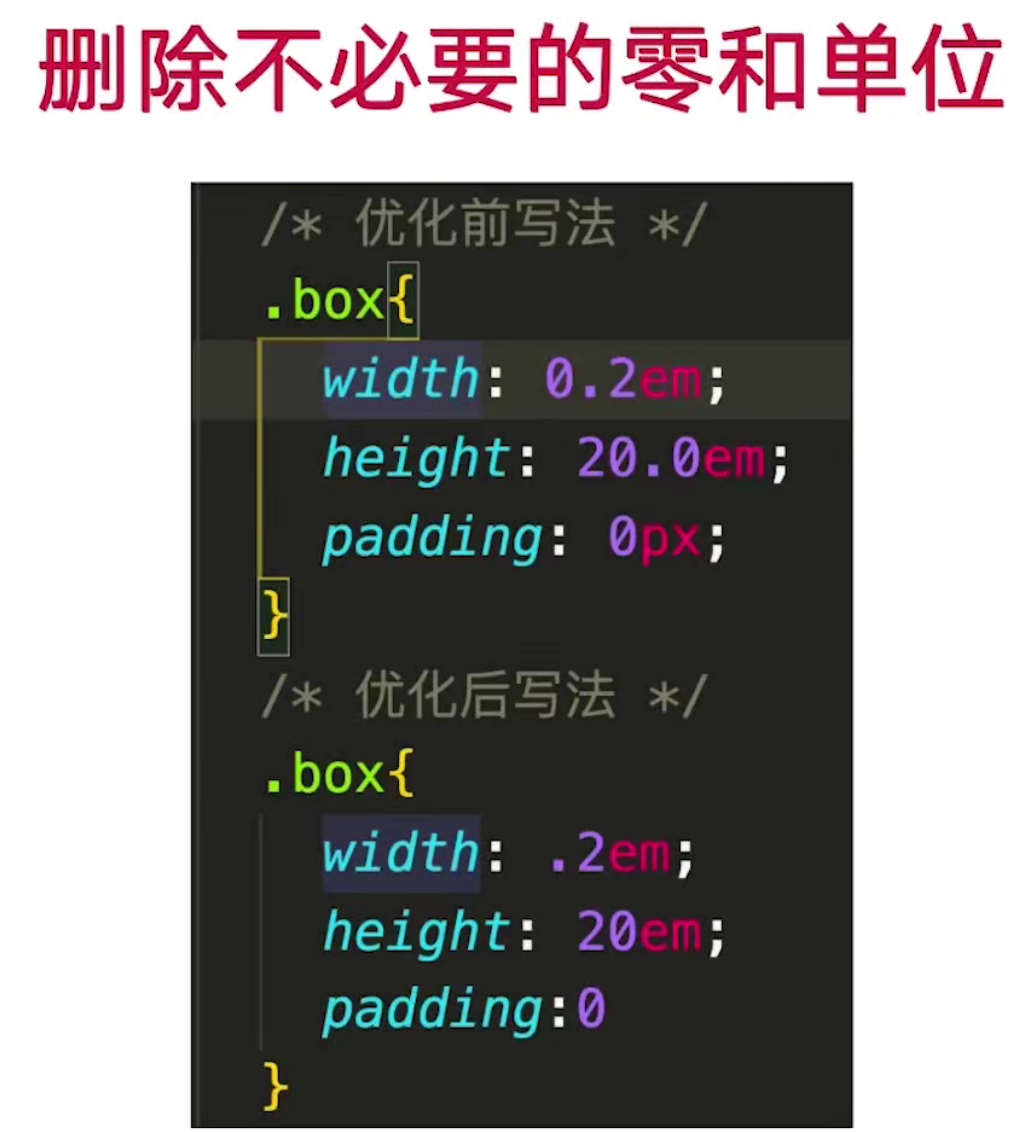 删除不必要的零和单位
/* 优化前写法 */
.box{
width: 0.2em;
height: 20.0em;
padding: 0px;
}
/* 优化后写法 */
.box{
width: .2em;
height: 20em;
padding:0
}